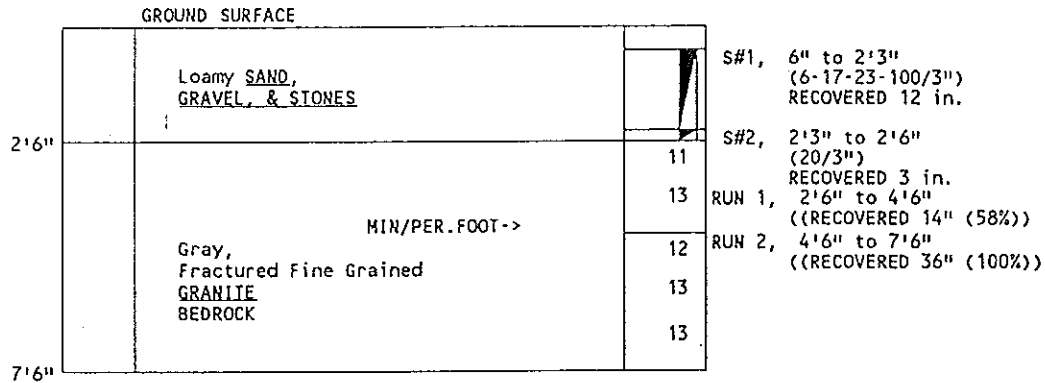 GROUND SURFACE
Loamy SAND,
GRAVEL, & STONES
S#1, 6" to 2'3"
(6-17-23-100/3")
RECOVERED 12 in.
2'6"
S#2, 2'3" to 2'6"
(20/3")
RECOVERED 3 in.
11
13
RUN 1, 2'6" to 4'6"
((RECOVERED 14" (58%))
MIN/PER.FOOT->
12
RUN 2, 4'6" to 7'6"
((RECOVERED 36" (100%))
Gray,
Fractured Fine Grained
GRANITE
BEDROCK
13
13
7'6"